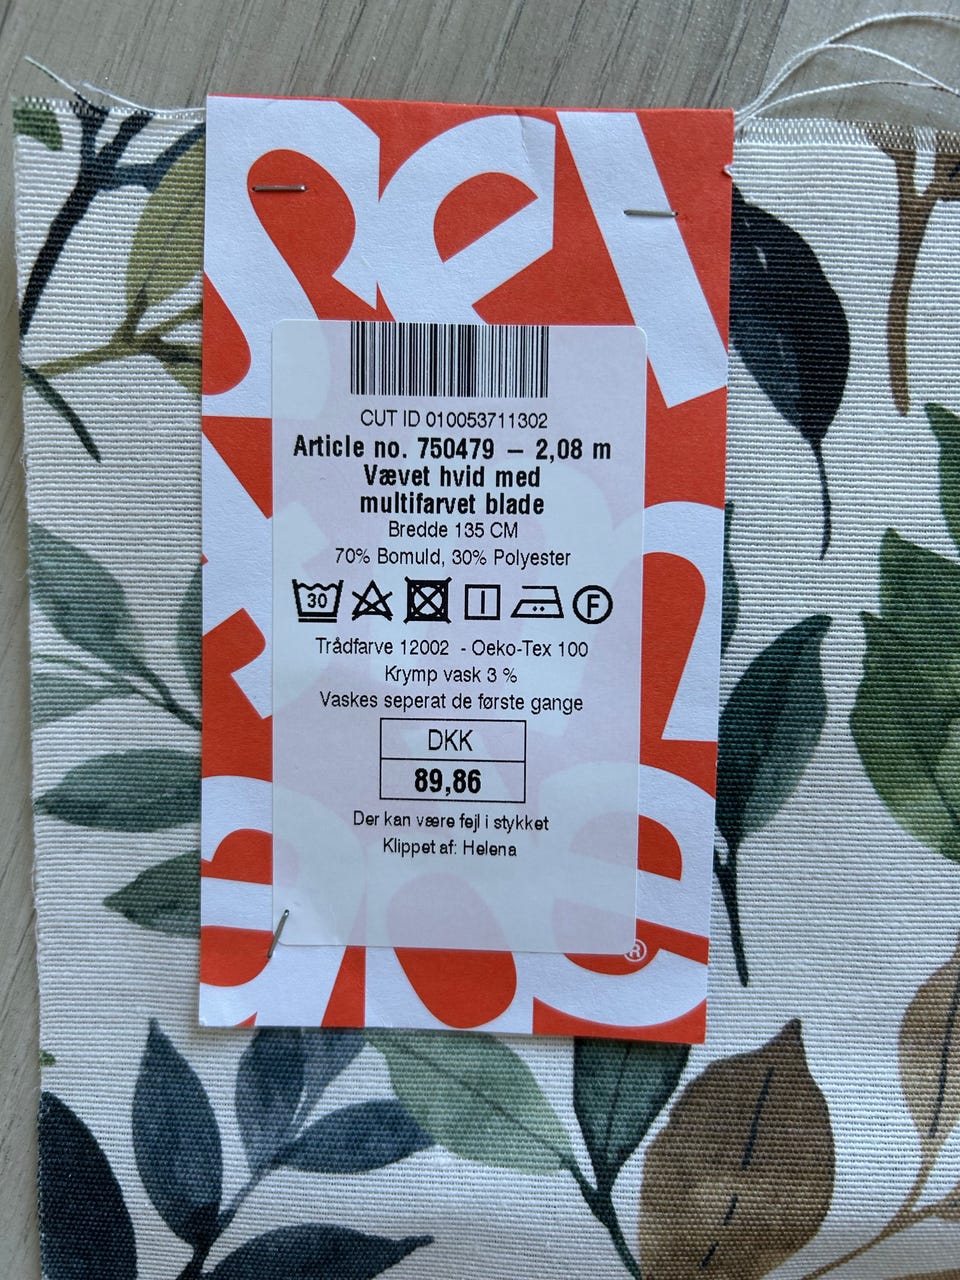 CUT ID 010053711302
Article no. 750479 – 2,08 m
Vævet hvid med
multifarvet blade
Bredde 135 CM
70% Bomuld, 30% Polyester
30 F
Trådfarve 12002 - Oeko-Tex 100
Krymp vask 3 %
Vaskes seperat de første gange
DKK
89,86
Der kan være fejl i stykket
Klippet af: Helena
®